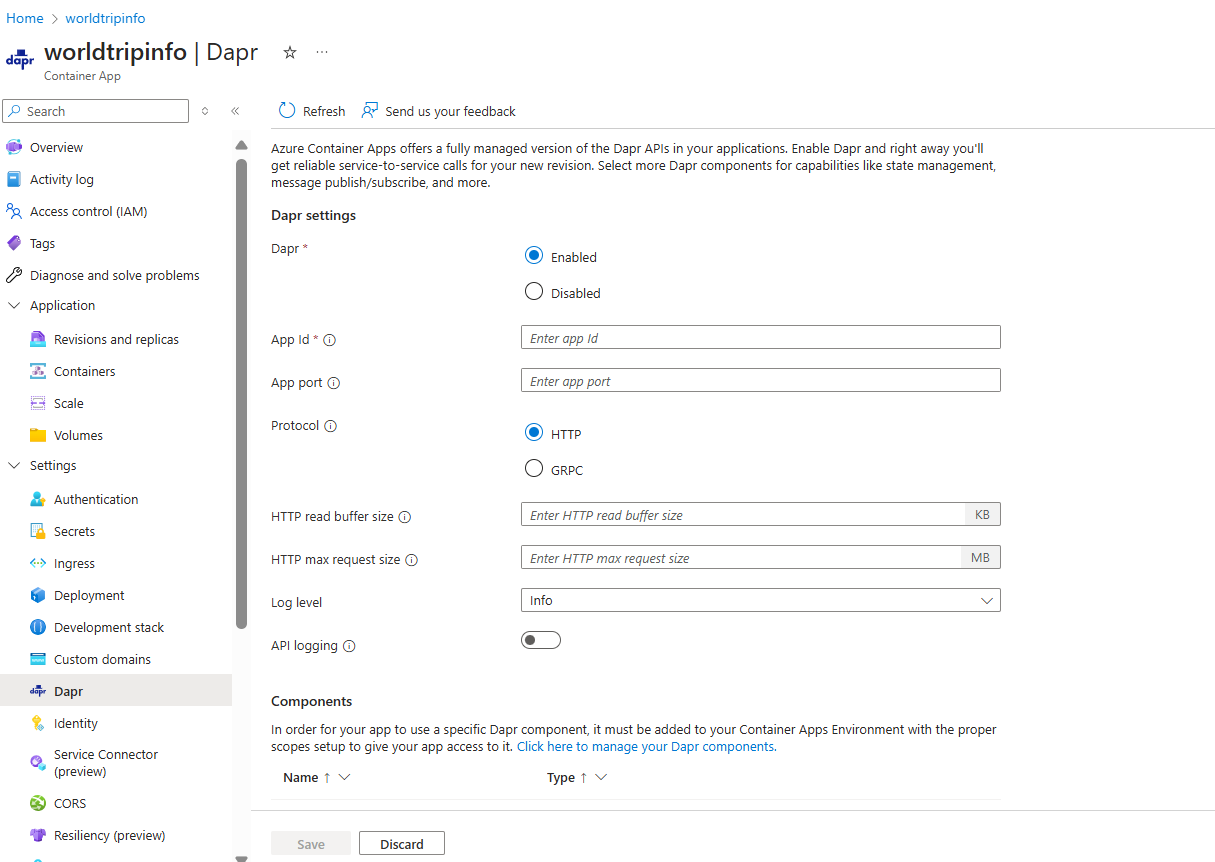 Home > worldtripinfo
dapr worldtripinfo | Dapr
Container App
Search
Overview
Activity log
Access control (IAM)
Tags
Diagnose and solve problems
Application
Revisions and replicas
Containers
Scale
Volumes
Settings
Authentication
Secrets
Ingress
Deployment
Development stack
Custom domains
dapr Dapr
Identity
Service Connector
(preview)
CORS
Resiliency (preview)
Refresh Send us your feedback
Azure Container Apps offers a fully managed version of the Dapr APIs in your applications. Enable Dapr and right away you'll
get reliable service-to-service calls for your new revision. Select more Dapr components for capabilities like state management,
message publish/subscribe, and more.
Dapr settings
Dapr *
Enabled
Disabled
App Id * Enter app Id
App port Enter app port
Protocol
HTTP
GRPC
HTTP read buffer size Enter HTTP read buffer size KB
HTTP max request size Enter HTTP max request size MB
Log level Info
API logging
Components
In order for your app to use a specific Dapr component, it must be added to your Container Apps Environment with the proper
scopes setup to give your app access to it. Click here to manage your Dapr components.
Name ↑ Type ↑
Save Discard